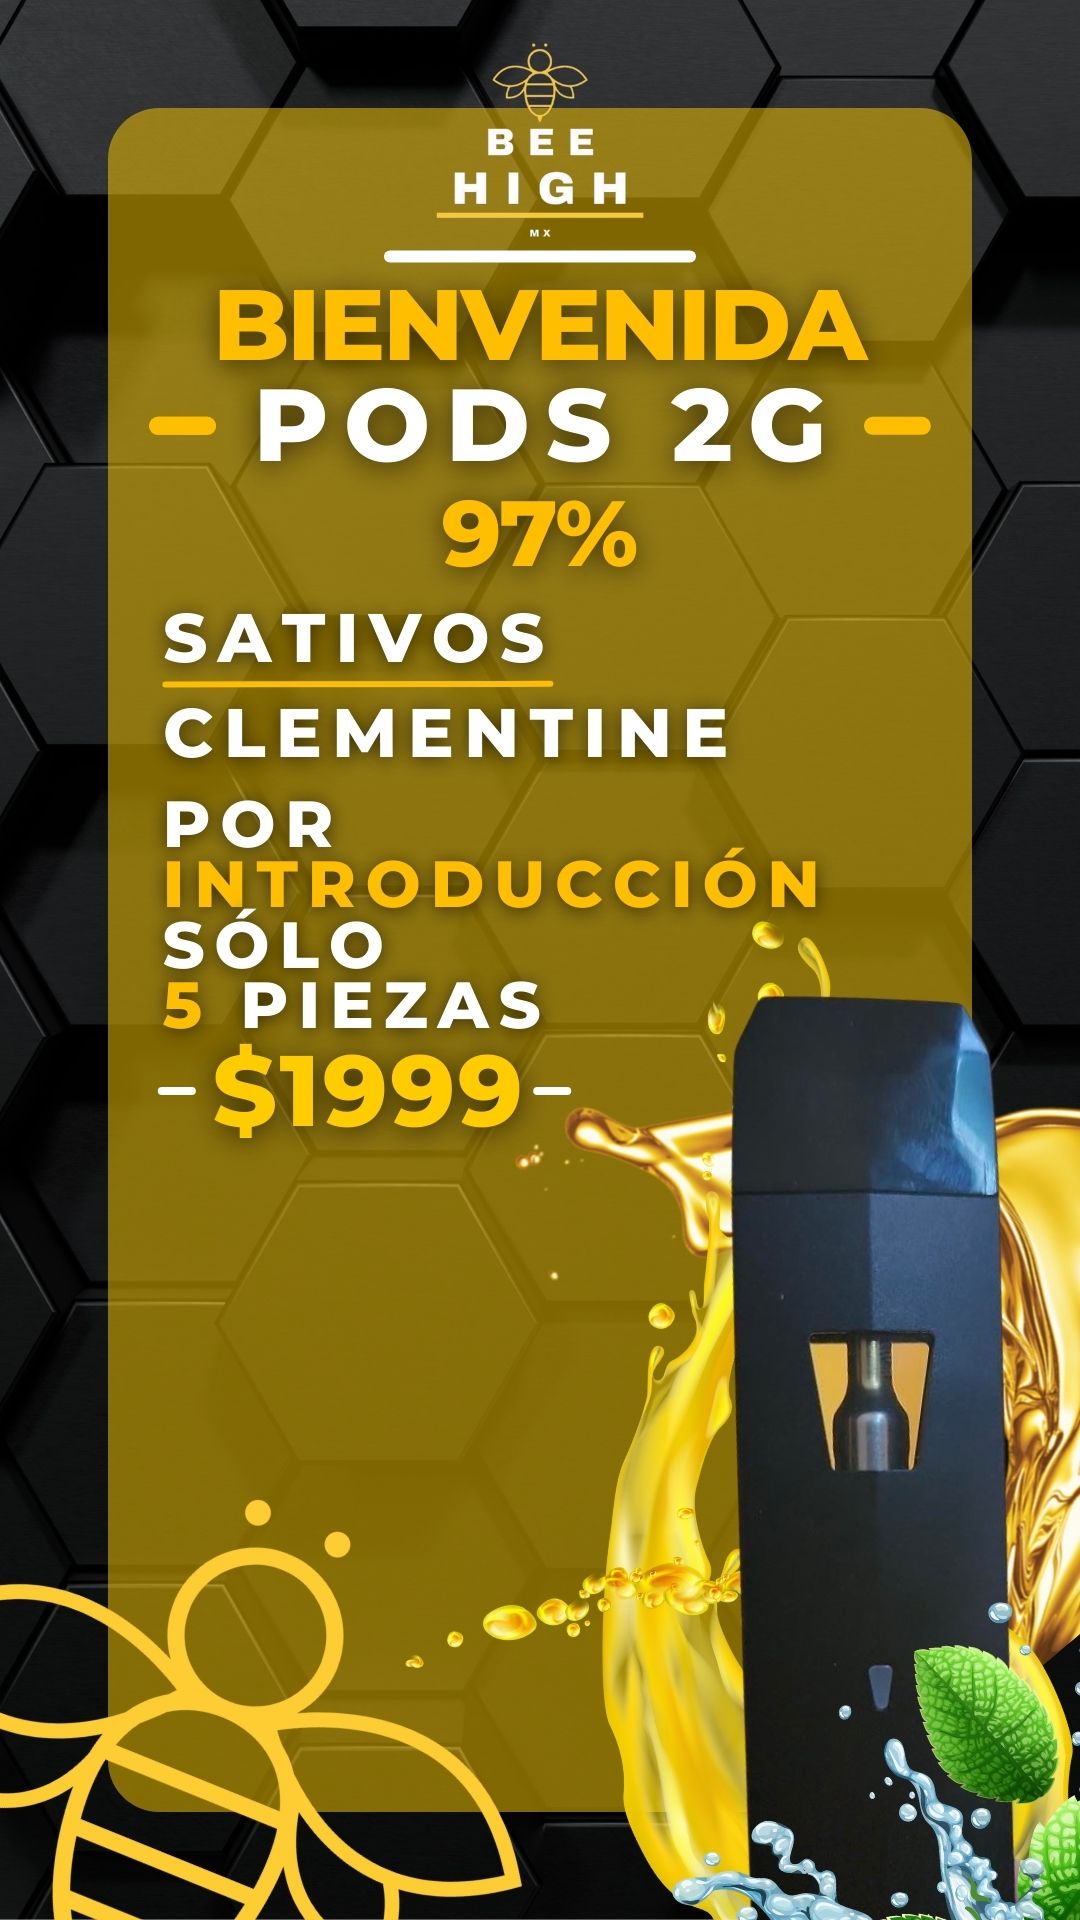 BEE
HIGH
MX
BIENVENIDA
PODS 2G
97%
SATIVOS
CLEMENTINE
POR
INTRODUCCIÓN
SÓLO
5 PIEZAS
$1999